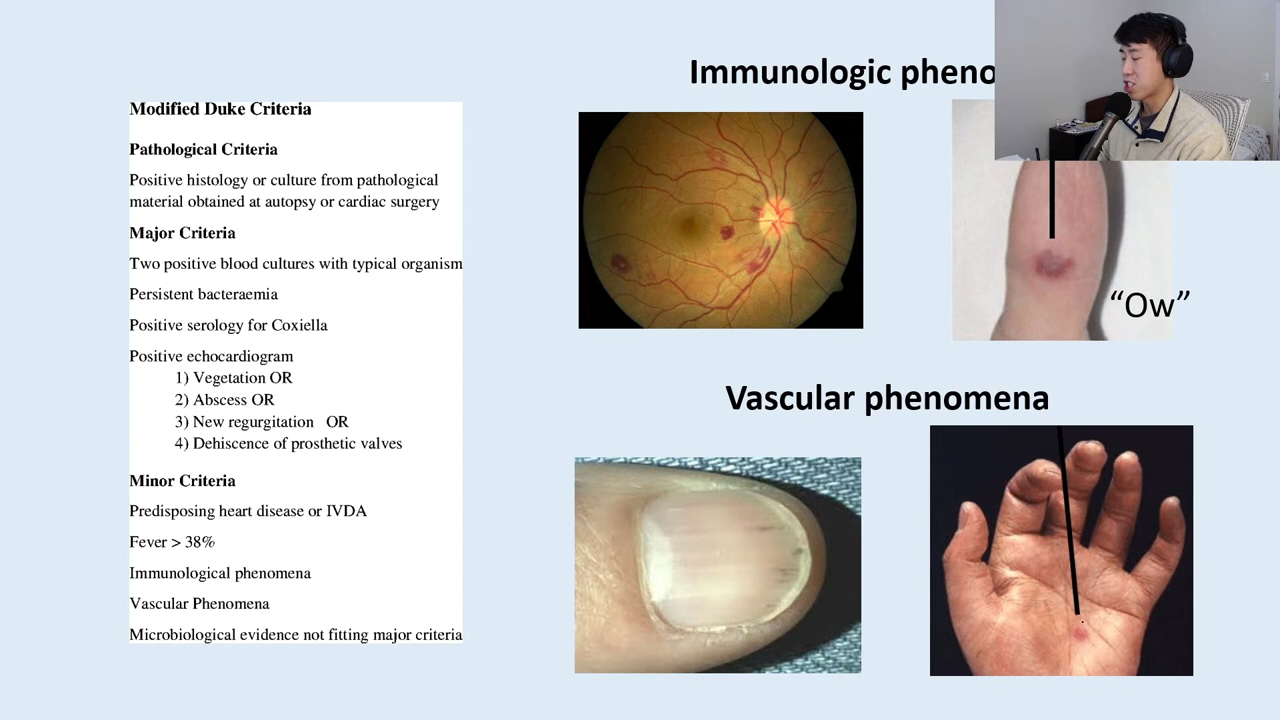 Modified Duke Criteria
Pathological Criteria
Positive histology or culture from pathological
material obtained at autopsy or cardiac surgery
Major Criteria
Two positive blood cultures with typical organism
Persistent bacteraemia
Positive serology for Coxiella
Positive echocardiogram
1) Vegetation OR
2) Abscess OR
3) New regurgitation OR
4) Dehiscence of prosthetic valves
Minor Criteria
Predisposing heart disease or IVDA
Fever > 38%
Immunological phenomena
Vascular Phenomena
Microbiological evidence not fitting major criteria
Immunologic pheno
“Ow”
Vascular phenomena